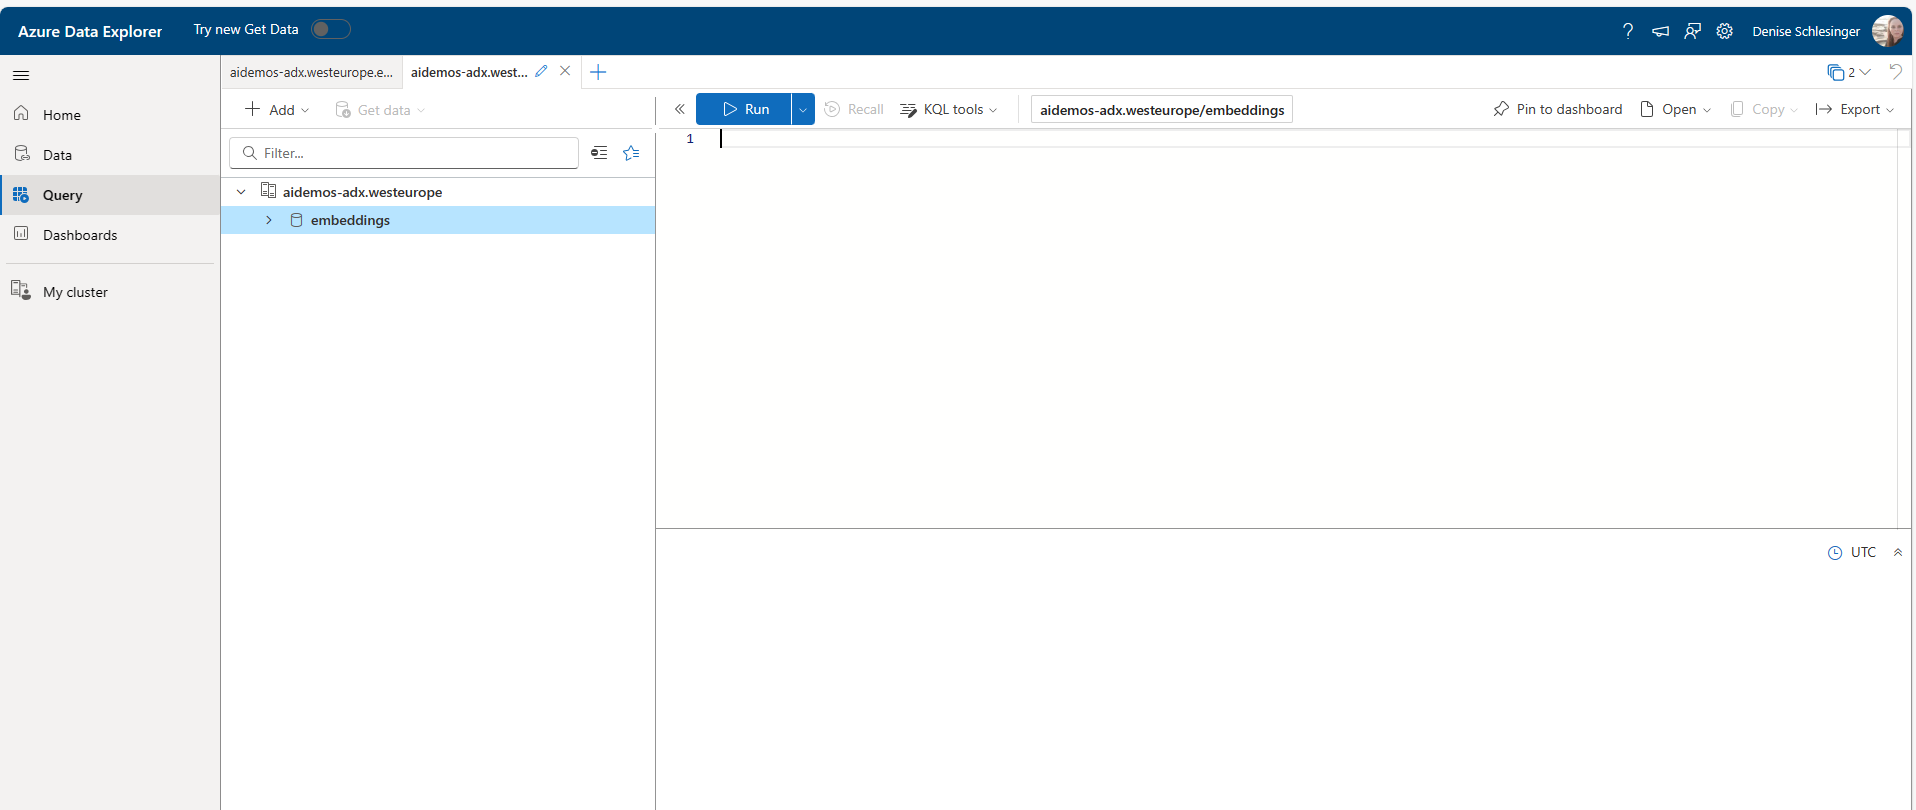 Azure Data Explorer Try new Get Data Denise Schlesinger
aidemos-adx.westeurope.e... aidemos-adx.west... 2
Home
Data
Query
Dashboards
My cluster
Add Get data
Filter...
aidemos-adx.westeurope
embeddings
Run Recall KQL tools aidemos-adx.westeurope/embeddings Pin to dashboard Open Copy Export
1
UTC